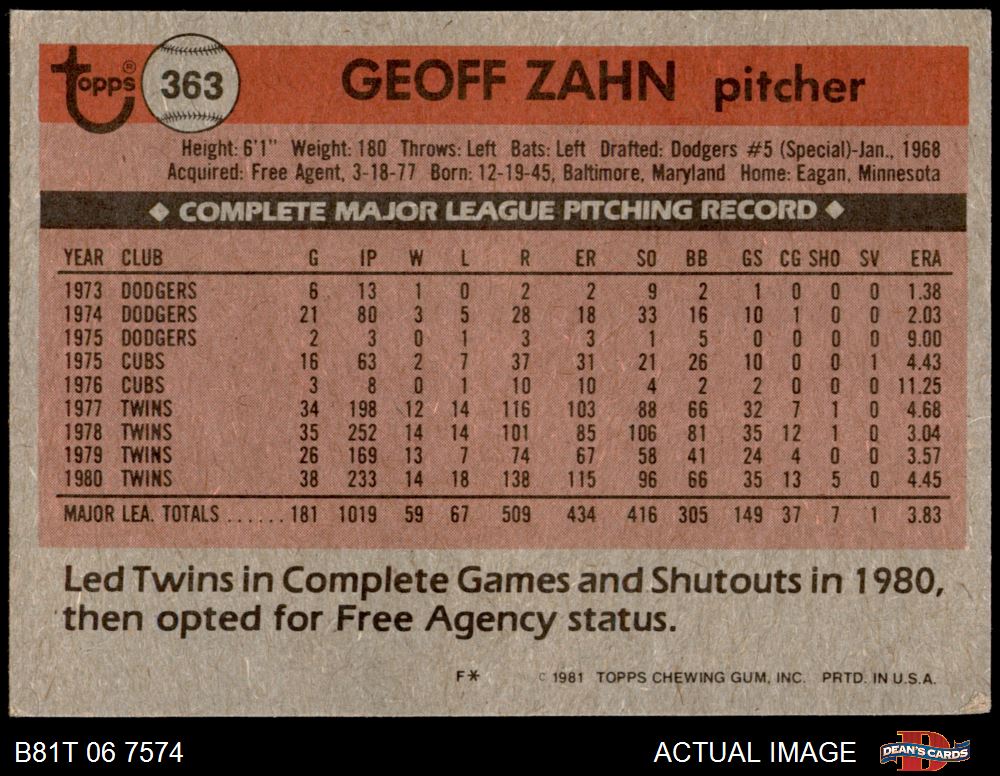 topps® 363 GEOFF ZAHN pitcher
Height: 6'1" Weight: 180 Throws: Left Bats: Left Drafted: Dodgers #5 (Special)-Jan., 1968
Acquired: Free Agent, 3-18-77 Born: 12-19-45, Baltimore, Maryland Home: Eagan, Minnesota
◆ COMPLETE MAJOR LEAGUE PITCHING RECORD ◆
YEAR CLUB G IP W L R ER SO BB GS CG SHO SV ERA
1973 DODGERS 6 13 1 0 2 2 9 2 1 0 0 0 1.38
1974 DODGERS 21 80 3 5 28 18 33 16 10 1 0 0 2.03
1975 DODGERS 2 3 0 1 3 3 1 5 0 0 0 0 9.00
1975 CUBS 16 63 2 7 37 31 21 26 10 0 0 1 4.43
1976 CUBS 3 8 0 1 10 10 4 2 2 0 0 0 11.25
1977 TWINS 34 198 12 14 116 103 88 66 32 7 1 0 4.68
1978 TWINS 35 252 14 14 101 85 106 81 35 12 1 0 3.04
1979 TWINS 26 169 13 7 74 67 58 41 24 4 0 0 3.57
1980 TWINS 38 233 14 18 138 115 96 66 35 13 5 0 4.45
MAJOR LEA. TOTALS ...... 181 1019 59 67 509 434 416 305 149 37 7 1 3.83
Led Twins in Complete Games and Shutouts in 1980,
then opted for Free Agency status.
F* © 1981 TOPPS CHEWING GUM, INC. PRTD. IN U.S.A.
B81T 06 7574 ACTUAL IMAGE DEAN'S CARDS